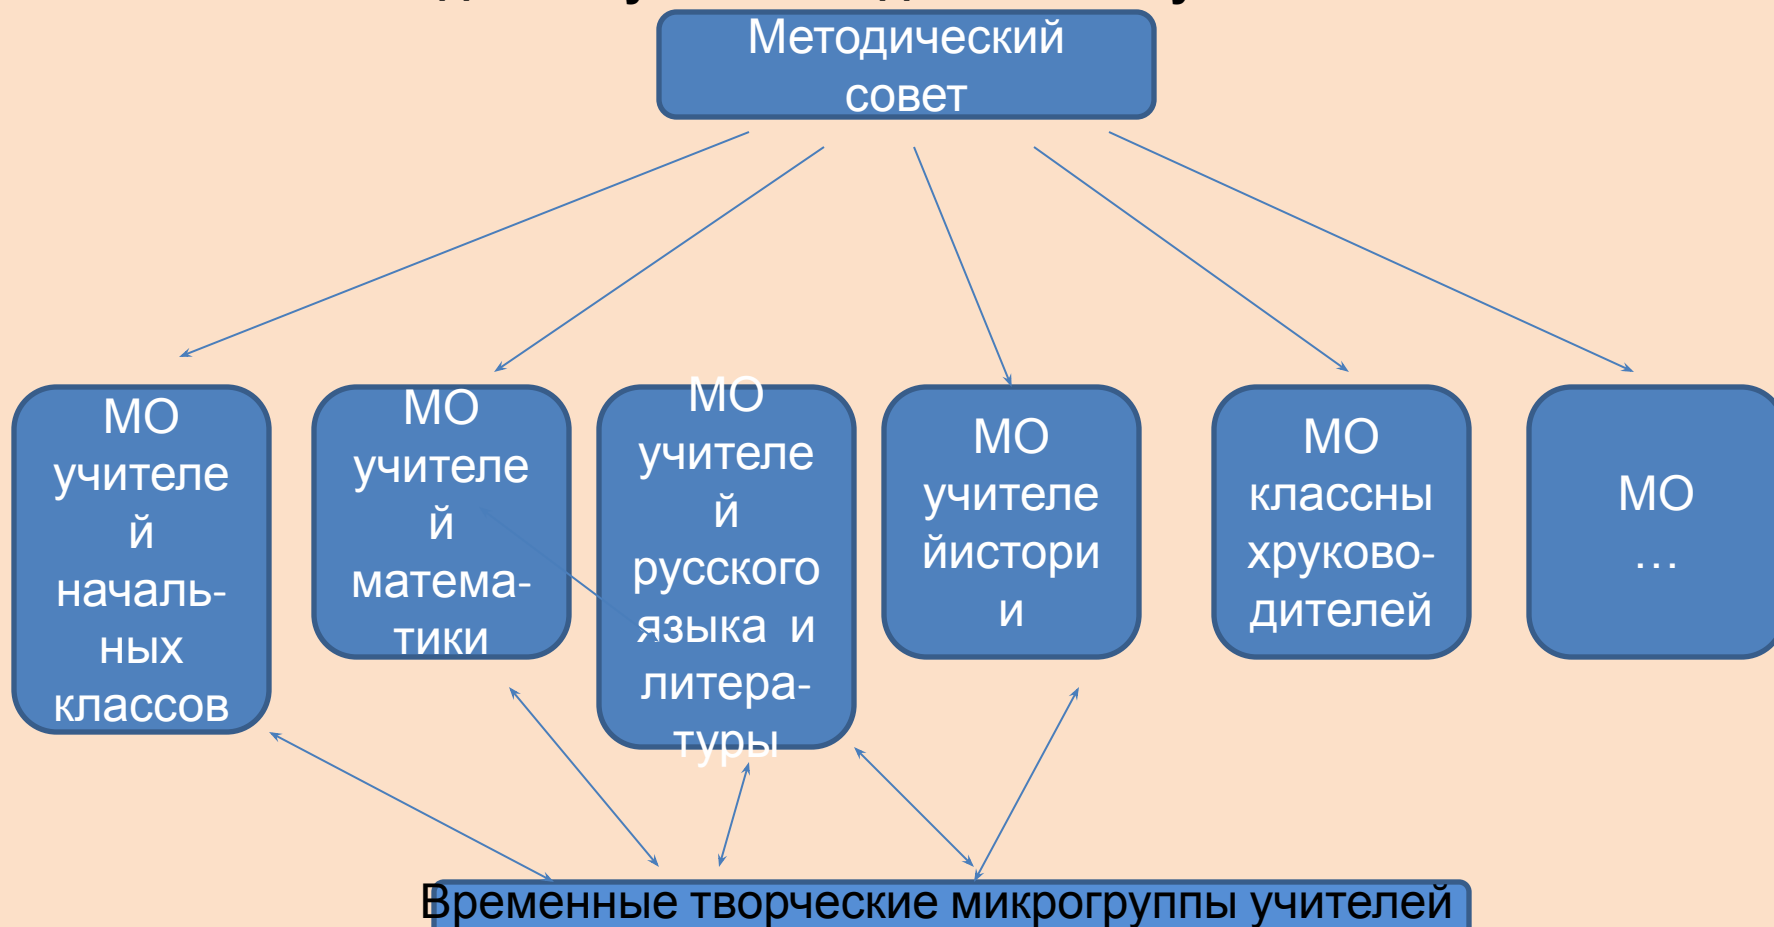 Методический
совет
МО
учителе
й
началь-
ных
классов
МО
учителе
й
матема-
тики
МО
учителе
й
русского
языка и
литера-
туры
МО
учителе
йистори
и
МО
классны
хруково-
дителей
МО
…
Временные творческие микрогруппы учителей